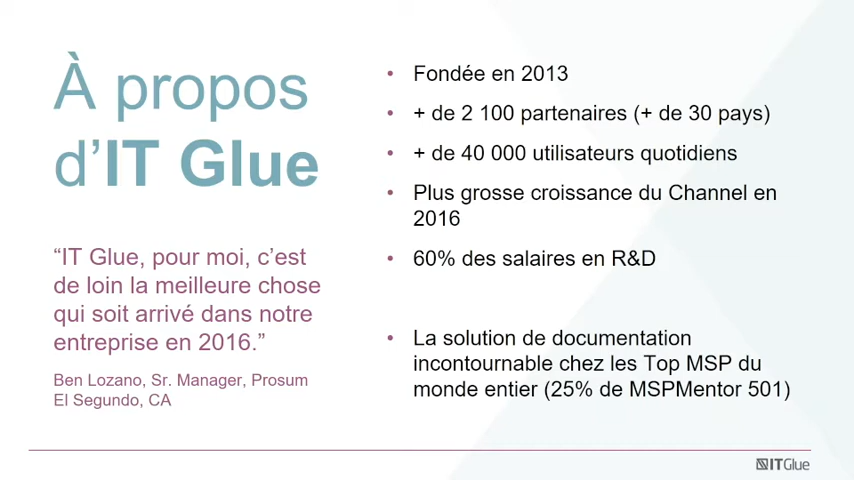 À propos
d’IT Glue
“IT Glue, pour moi, c’est
de loin la meilleure chose
qui soit arrivé dans notre
entreprise en 2016.”
Ben Lozano, Sr. Manager, Prosum
El Segundo, CA
• Fondée en 2013
• + de 2 100 partenaires (+ de 30 pays)
• + de 40 000 utilisateurs quotidiens
• Plus grosse croissance du Channel en
2016
• 60% des salaires en R&D
• La solution de documentation
incontournable chez les Top MSP du
monde entier (25% de MSPMentor 501)
ITGlue